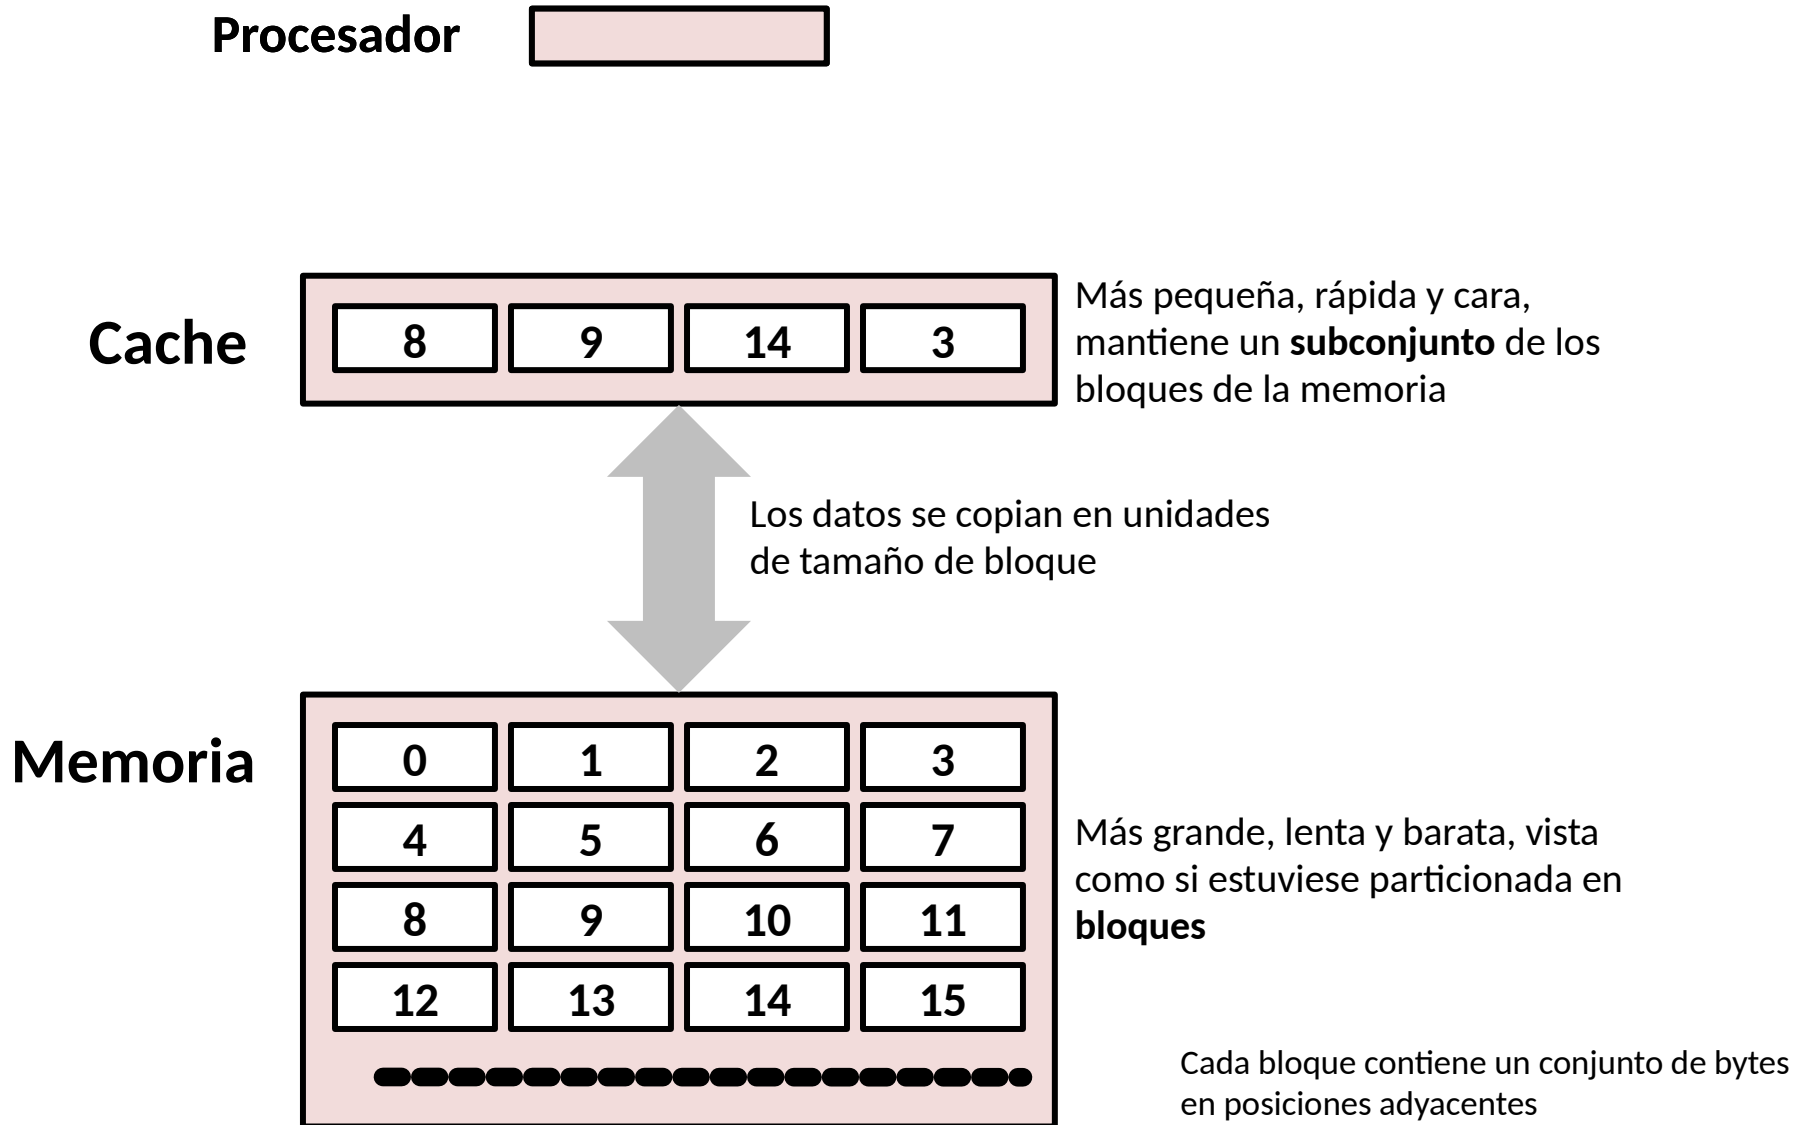 Procesador
Cache
8 9 14 3
Más pequeña, rápida y cara,
mantiene un subconjunto de los
bloques de la memoria
Los datos se copian en unidades
de tamaño de bloque
Memoria
0 1 2 3
4 5 6 7
8 9 10 11
12 13 14 15
Más grande, lenta y barata, vista
como si estuviese particionada en
bloques
Cada bloque contiene un conjunto de bytes
en posiciones adyacentes